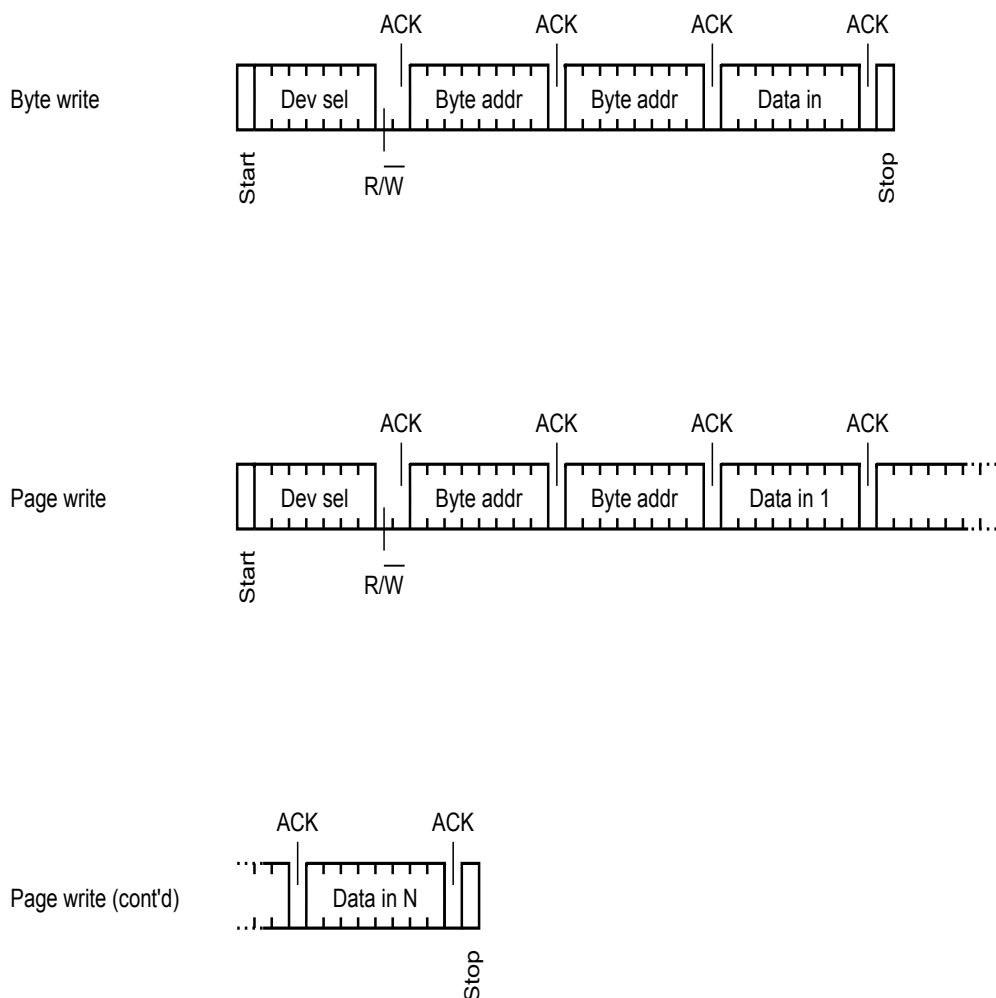 ACK ACK ACK ACK
Byte write Dev sel Byte addr Byte addr Data in
Start R/W̅ Stop
ACK ACK ACK ACK
Page write Dev sel Byte addr Byte addr Data in 1
Start R/W̅
ACK ACK
Page write (cont'd) Data in N
Stop